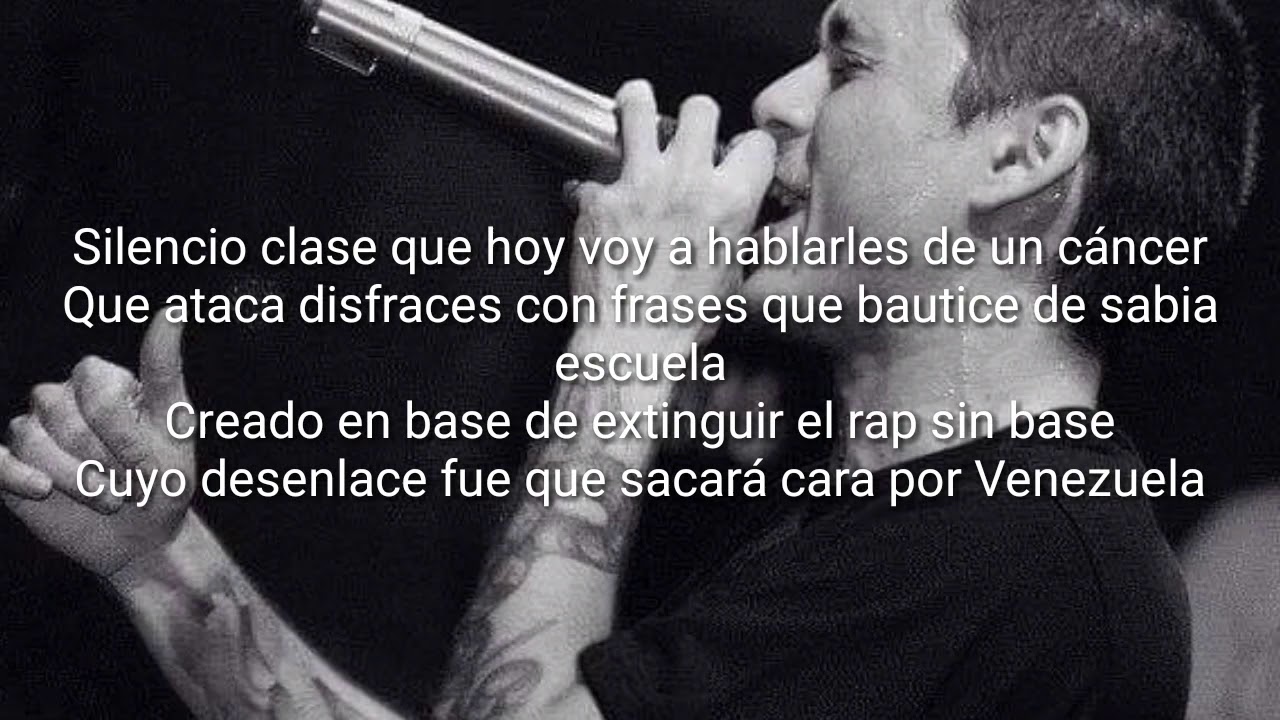 Silencio clase que hoy voy a hablarles de un cáncer
Que ataca disfraces con frases que bautice de sabia
escuela
Creado en base de extinguir el rap sin base
Cuyo desenlace fue que sacará cara por Venezuela